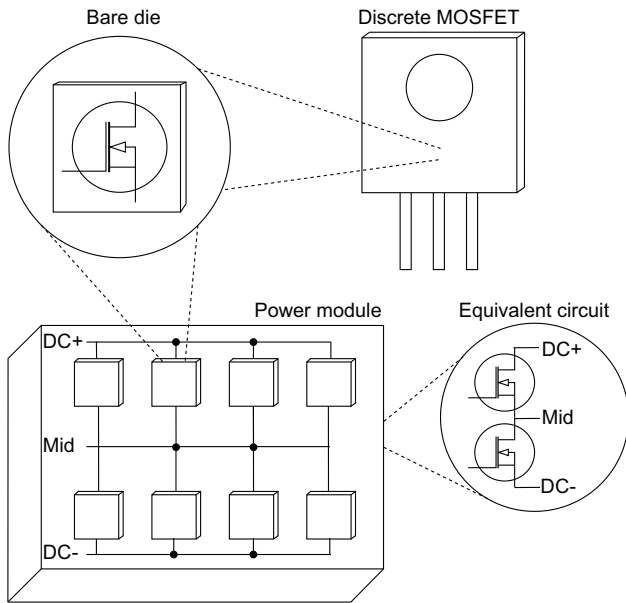 Bare die
Discrete MOSFET
Power module
Equivalent circuit
DC+
Mid
DC-
DC+
Mid
DC-